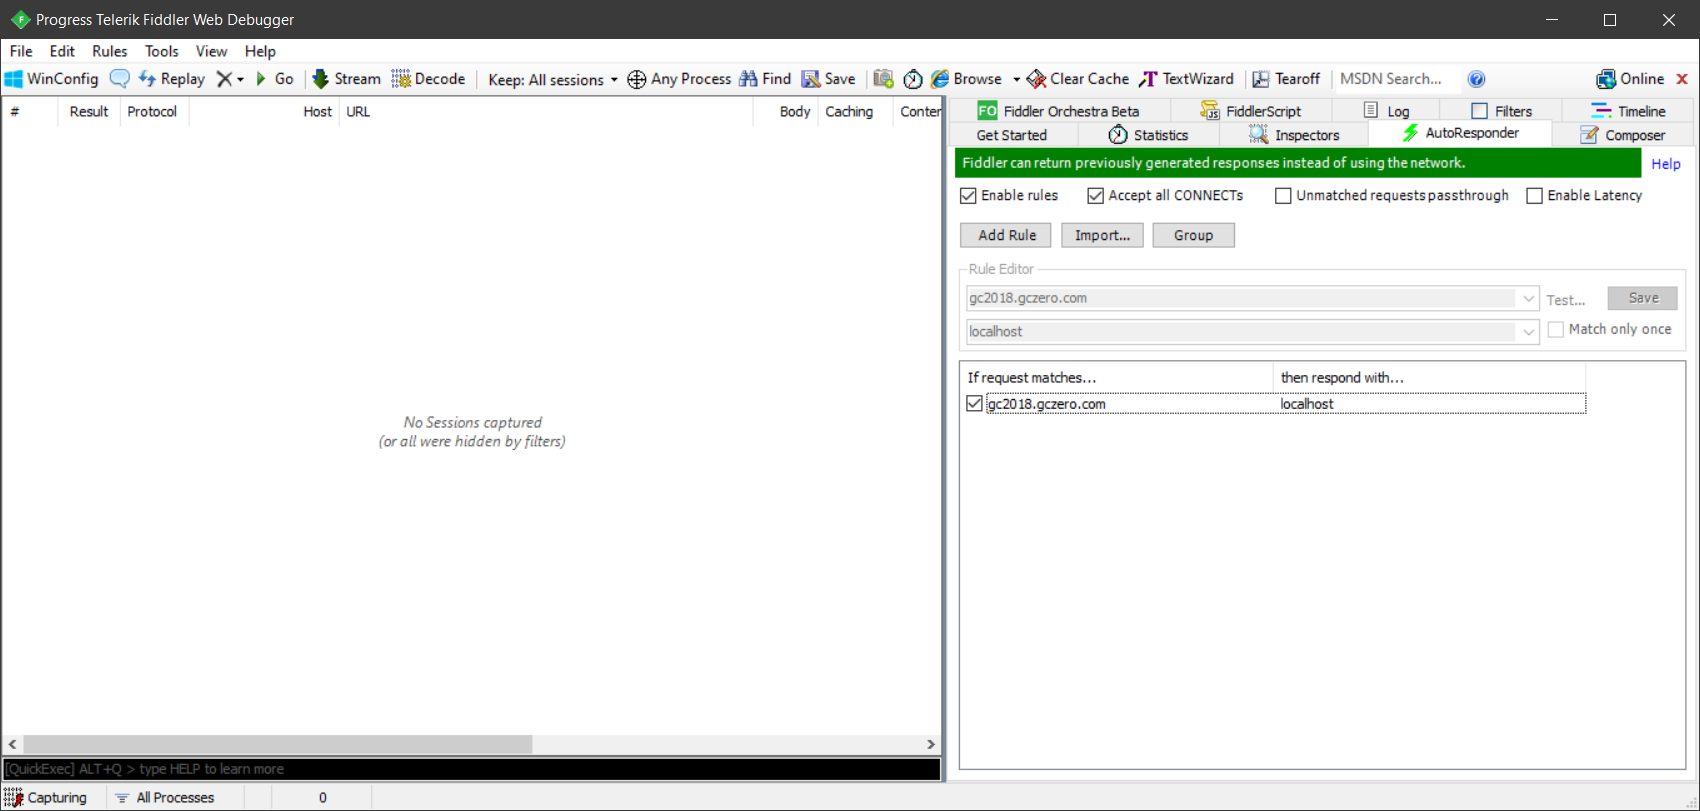 Progress Telerik Fiddler Web Debugger
File Edit Rules Tools View Help
WinConfig Replay Go Stream Decode Keep: All sessions Any Process Find Save Browse Clear Cache TextWizard Tearoff MSDN Search... Online
# Result Protocol Host URL Body Caching Conter
FO Fiddler Orchestra Beta FiddlerScript Log Filters Timeline
Get Started Statistics Inspectors AutoResponder Composer
Fiddler can return previously generated responses instead of using the network. Help
Enable rules Accept all CONNECTs Unmatched requests passthrough Enable Latency
Add Rule Import... Group
Rule Editor
gc2018.gczero.com Test... Save
localhost Match only once
If request matches... then respond with...
gc2018.gczero.com localhost
No Sessions captured
(or all were hidden by filters)
[QuickExec] ALT+Q > type HELP to learn more
Capturing All Processes 0